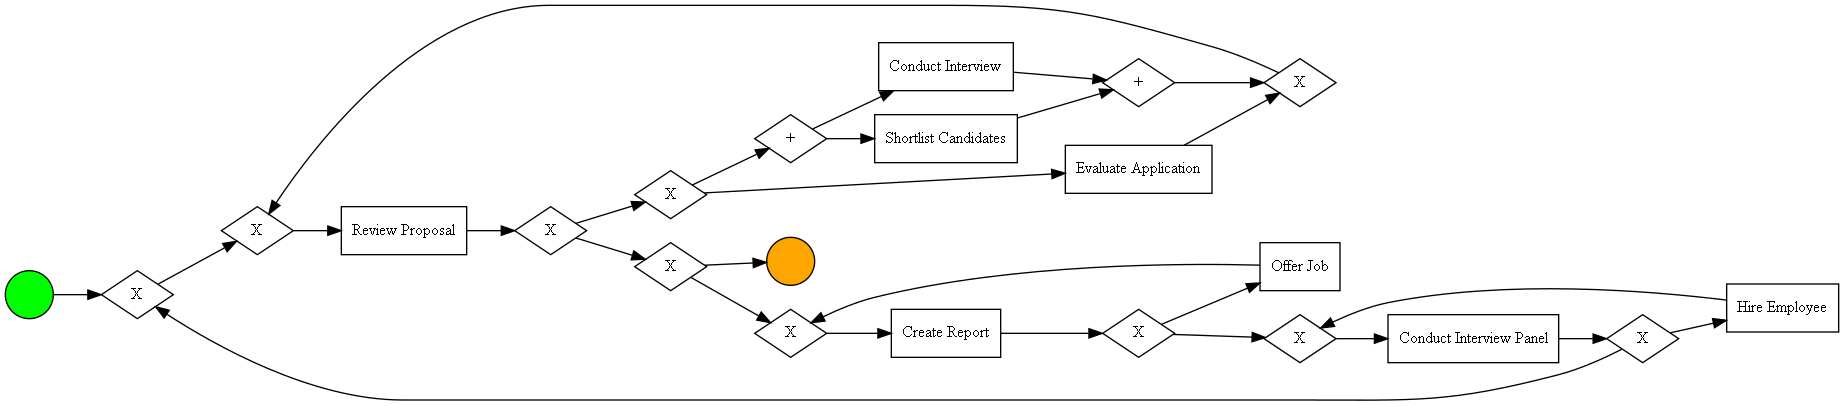 Conduct Interview
+
X
+
Shortlist Candidates
Evaluate Application
X
X
Review Proposal
X
X
Offer Job
X
Hire Employee
X
Create Report
X
X
Conduct Interview Panel
X